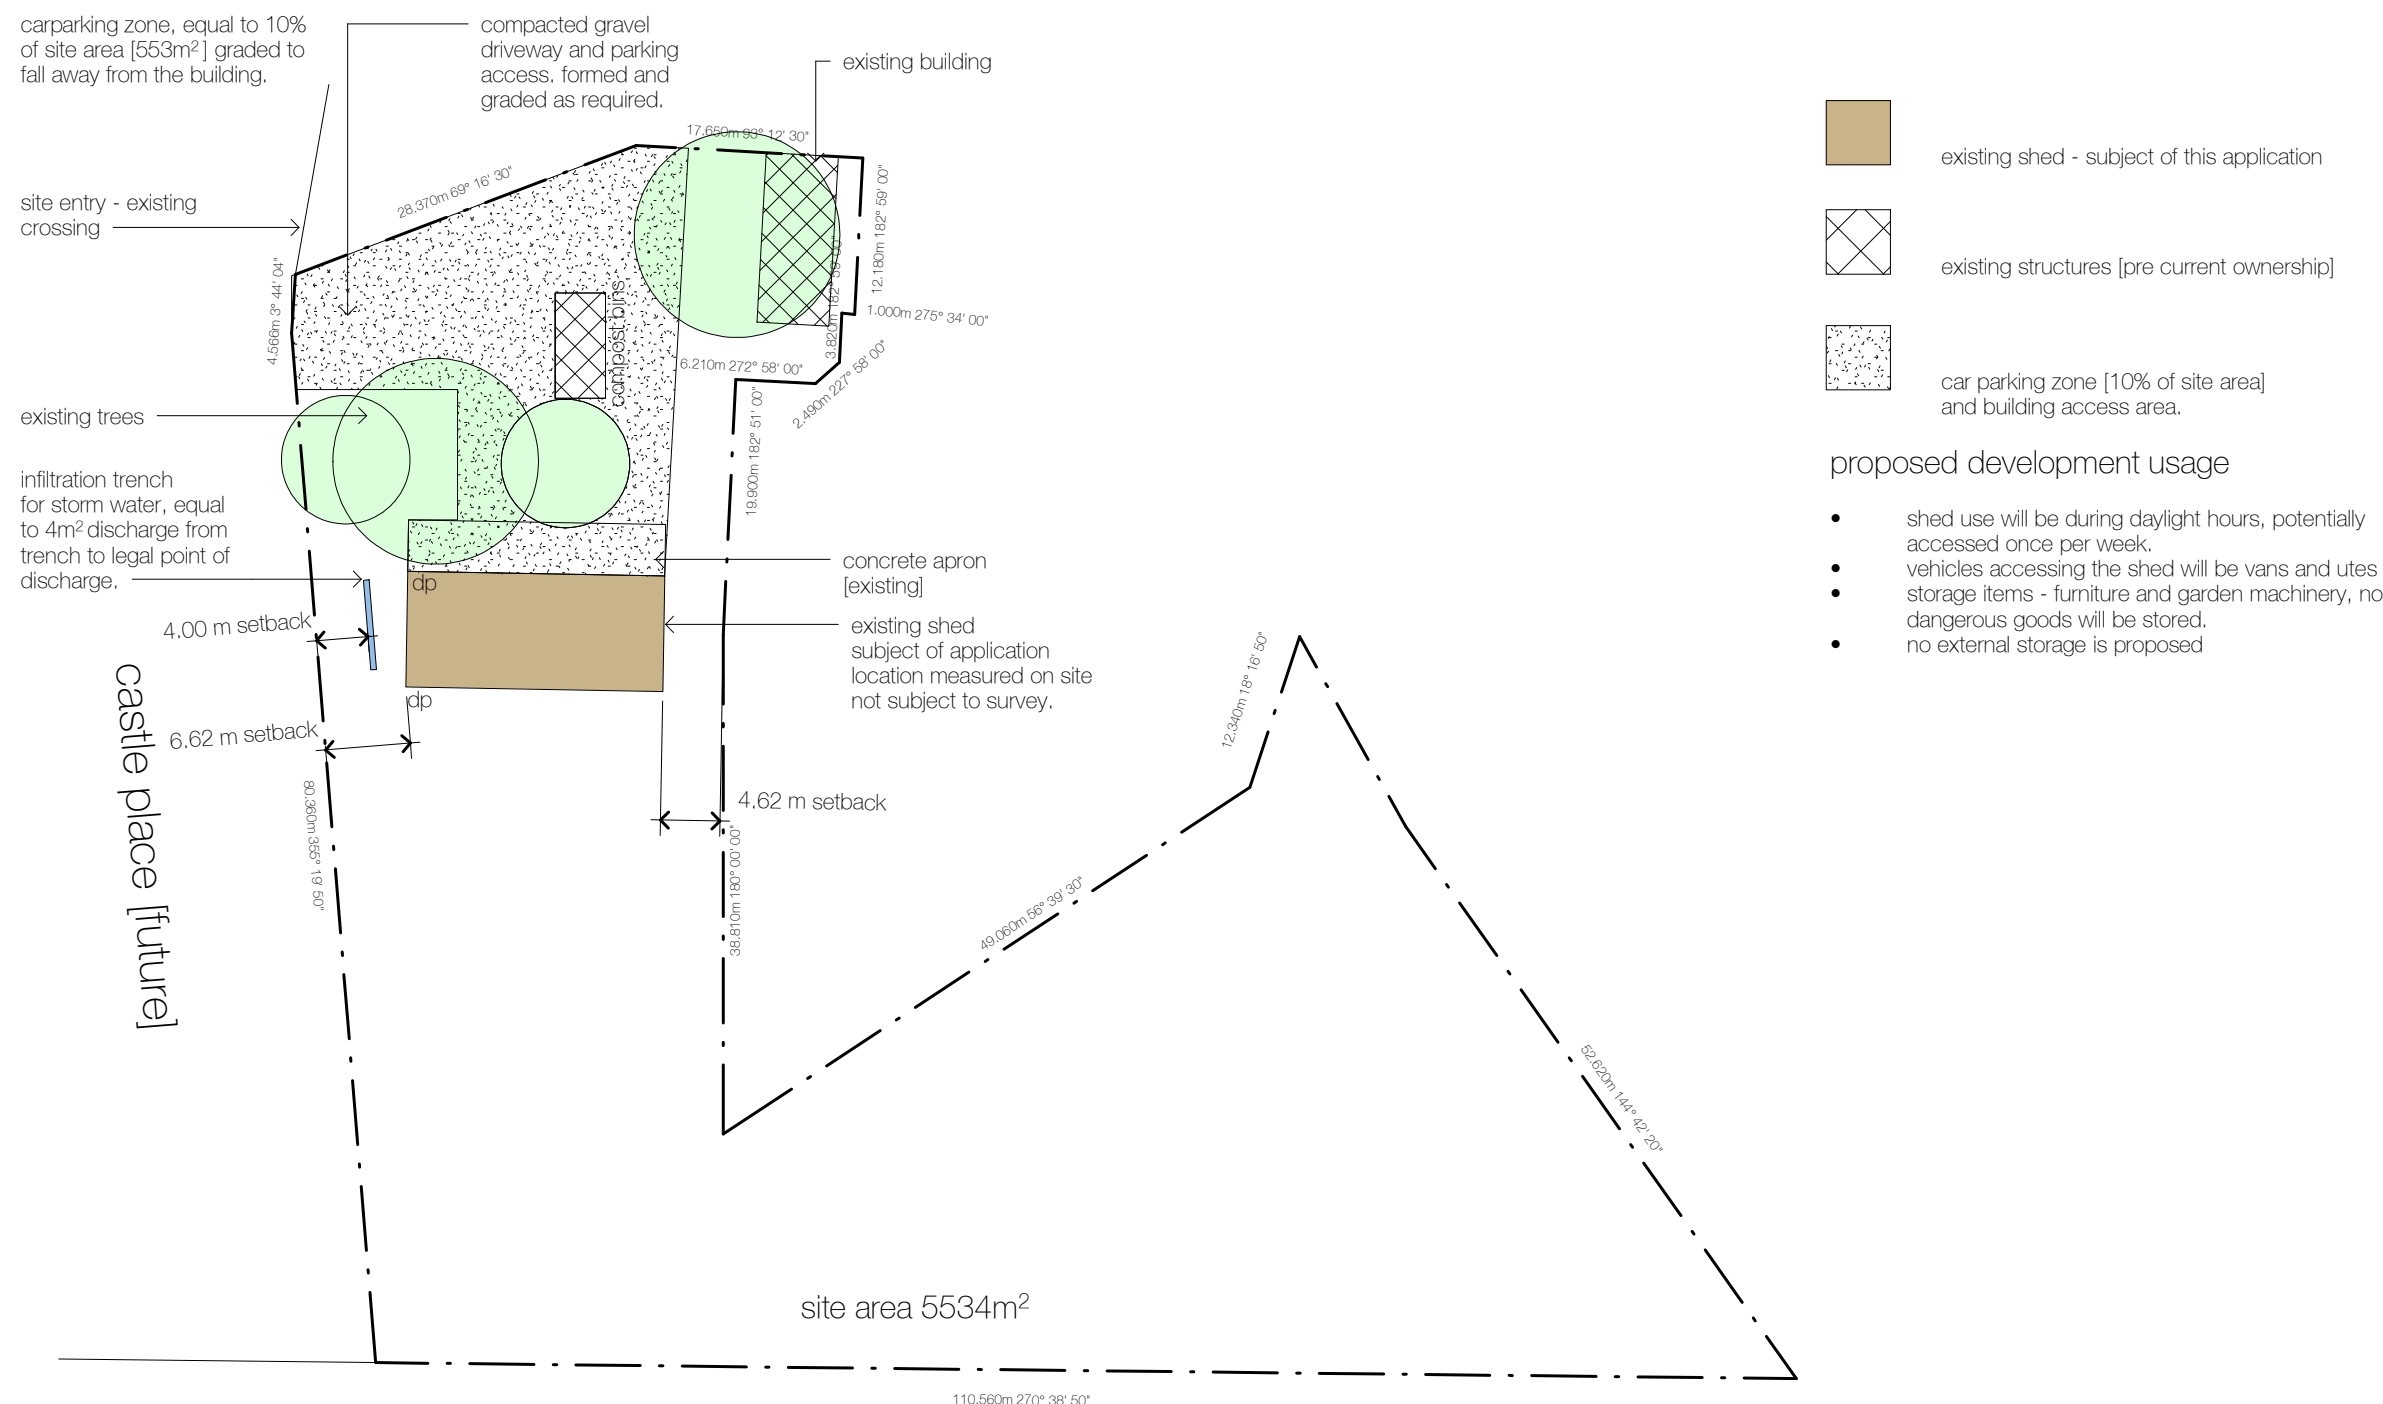 carparking zone, equal to 10%
of site area [553m²] graded to
fall away from the building.
compacted gravel
driveway and parking
access. formed and
graded as required.
existing building
site entry - existing
crossing
existing trees
infiltration trench
for storm water, equal
to 4m² discharge from
trench to legal point of
discharge.
4.00 m setback
6.62 m setback
castle place [future]
17.650m 93° 12' 30"
28.370m 69° 16' 30"
4.566m 3° 44' 04"
12.180m 182° 59' 00"
1.000m 275° 34' 00"
3.820m 182° 59' 00"
6.210m 272° 58' 00"
2.490m 227° 58' 00"
19.900m 182° 51' 00"
compost bins
dp
dp
concrete apron
[existing]
existing shed
subject of application
location measured on site
not subject to survey.
4.62 m setback
80.360m 355° 19' 50"
38.810m 180° 00' 00"
49.060m 56° 39' 30"
12.340m 18° 16' 50"
52.620m 144° 42' 20"
site area 5534m²
110.560m 270° 38' 50"
existing shed - subject of this application
existing structures [pre current ownership]
car parking zone [10% of site area]
and building access area.
proposed development usage
• shed use will be during daylight hours, potentially
accessed once per week.
• vehicles accessing the shed will be vans and utes
• storage items - furniture and garden machinery, no
dangerous goods will be stored.
• no external storage is proposed